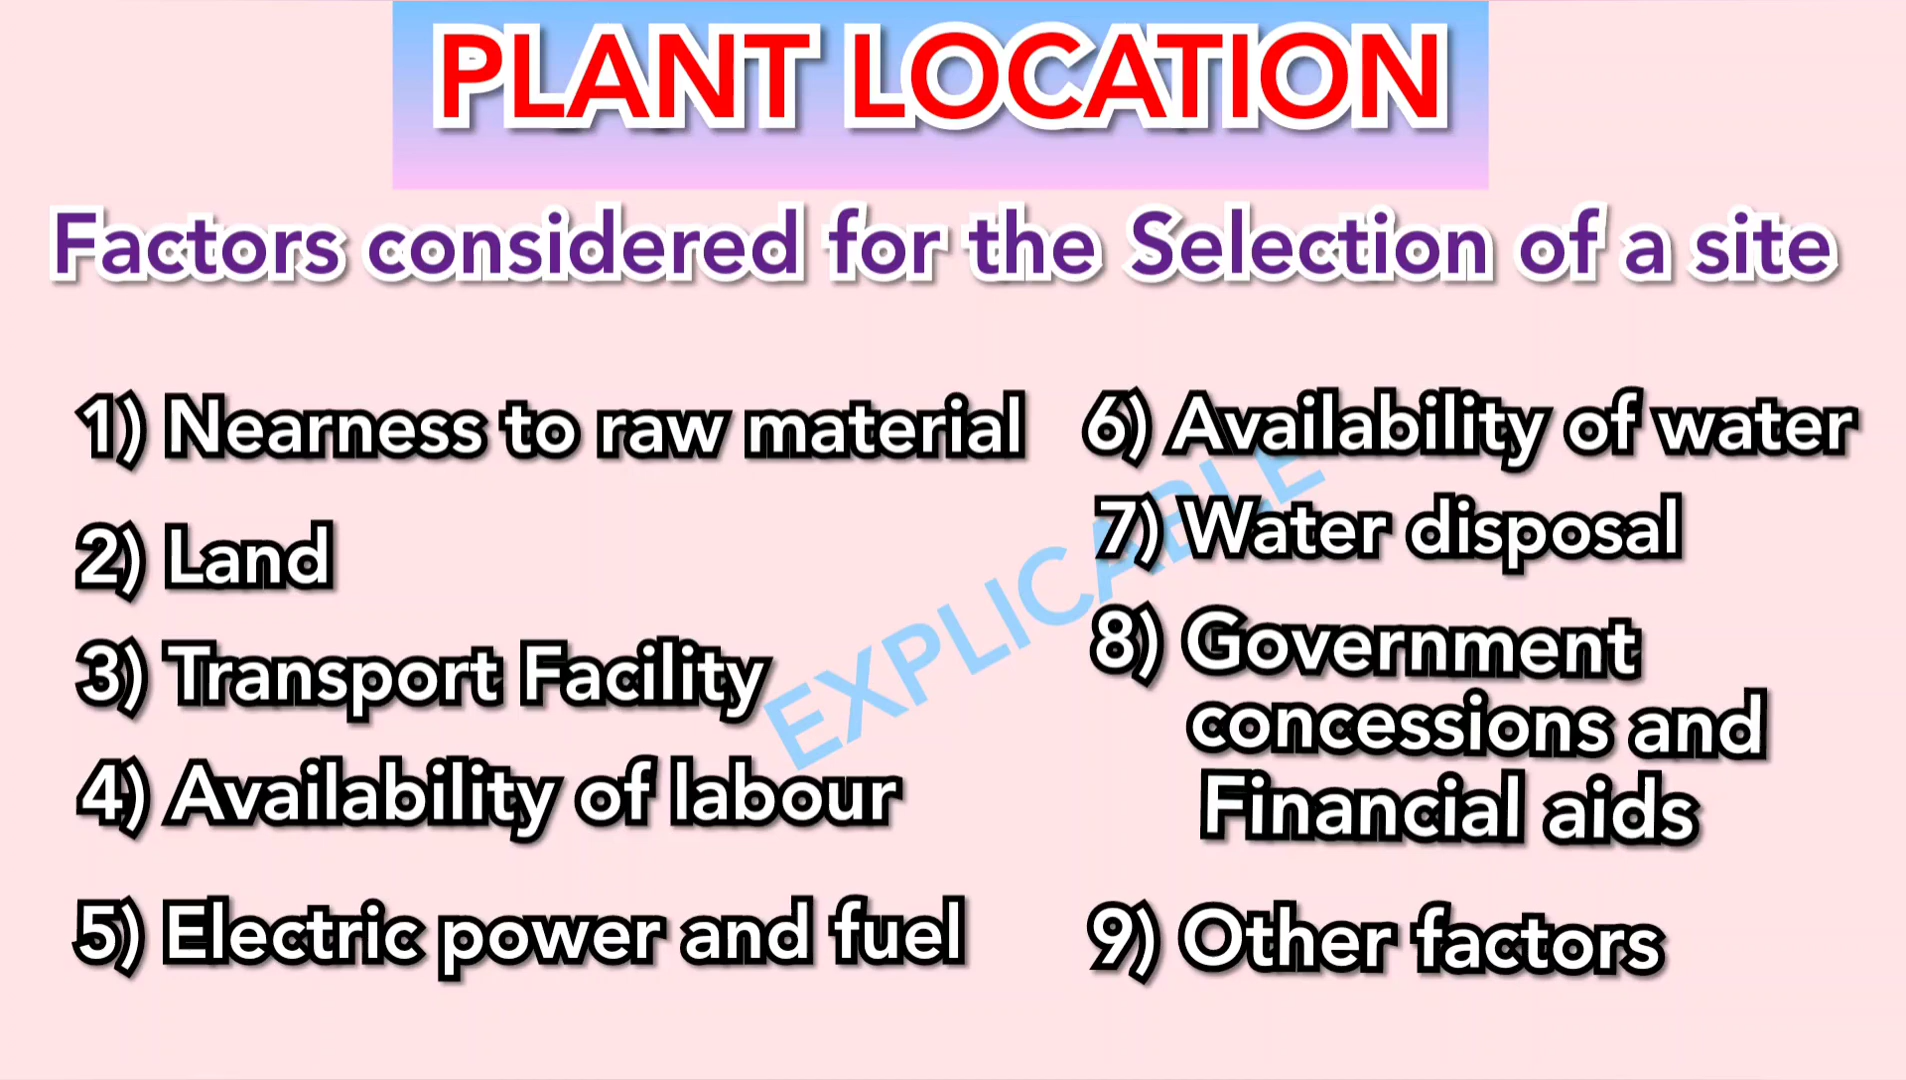 PLANT LOCATION
Factors considered for the Selection of a site
1) Nearness to raw material
2) Land
3) Transport Facility
4) Availability of labour
5) Electric power and fuel
6) Availability of water
7) Water disposal
8) Government
concessions and
Financial aids
9) Other factors
EXPLICABLE